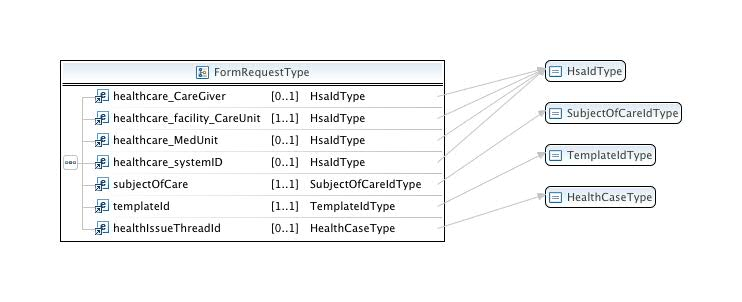 FormRequestType
healthcare_CareGiver [0..1] HsaIdType
healthcare_facility_CareUnit [1..1] HsaIdType
healthcare_MedUnit [0..1] HsaIdType
healthcare_systemID [0..1] HsaIdType
subjectOfCare [1..1] SubjectOfCareIdType
templateId [1..1] TemplateIdType
healthIssueThreadId [0..1] HealthCaseType
HsaIdType
SubjectOfCareIdType
TemplateIdType
HealthCaseType